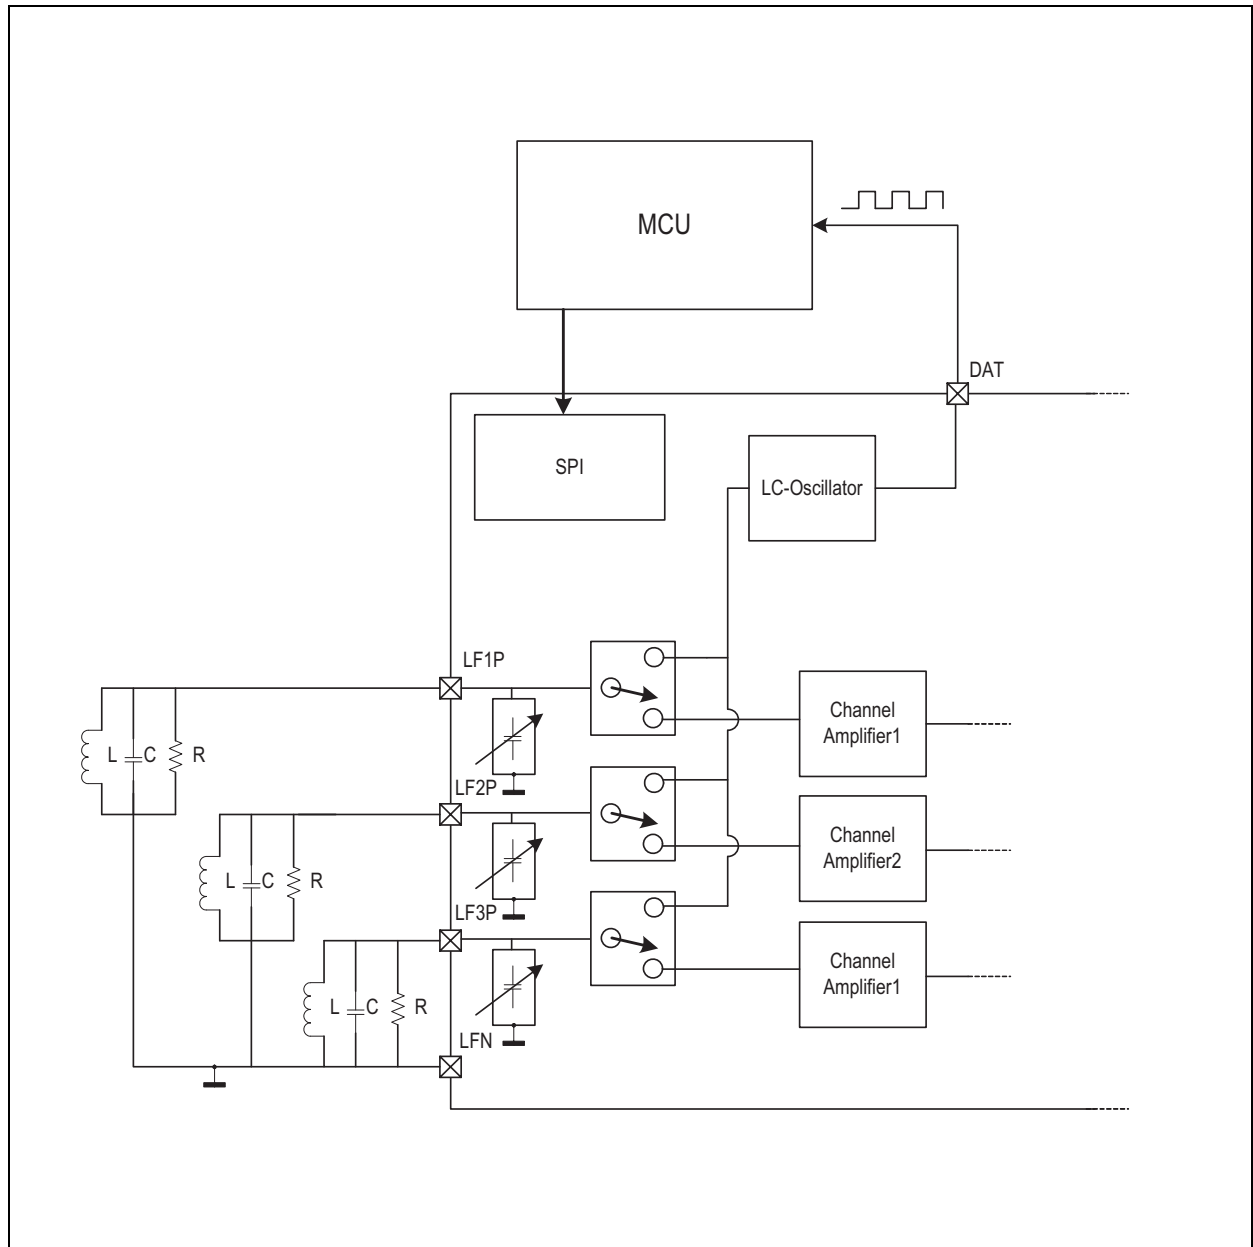 MCU
DAT
SPI
LC-Oscillator
LF1P
Channel
Amplifier1
L C R
LF2P
Channel
Amplifier2
L C R
LF3P
Channel
Amplifier1
L C R
LFN